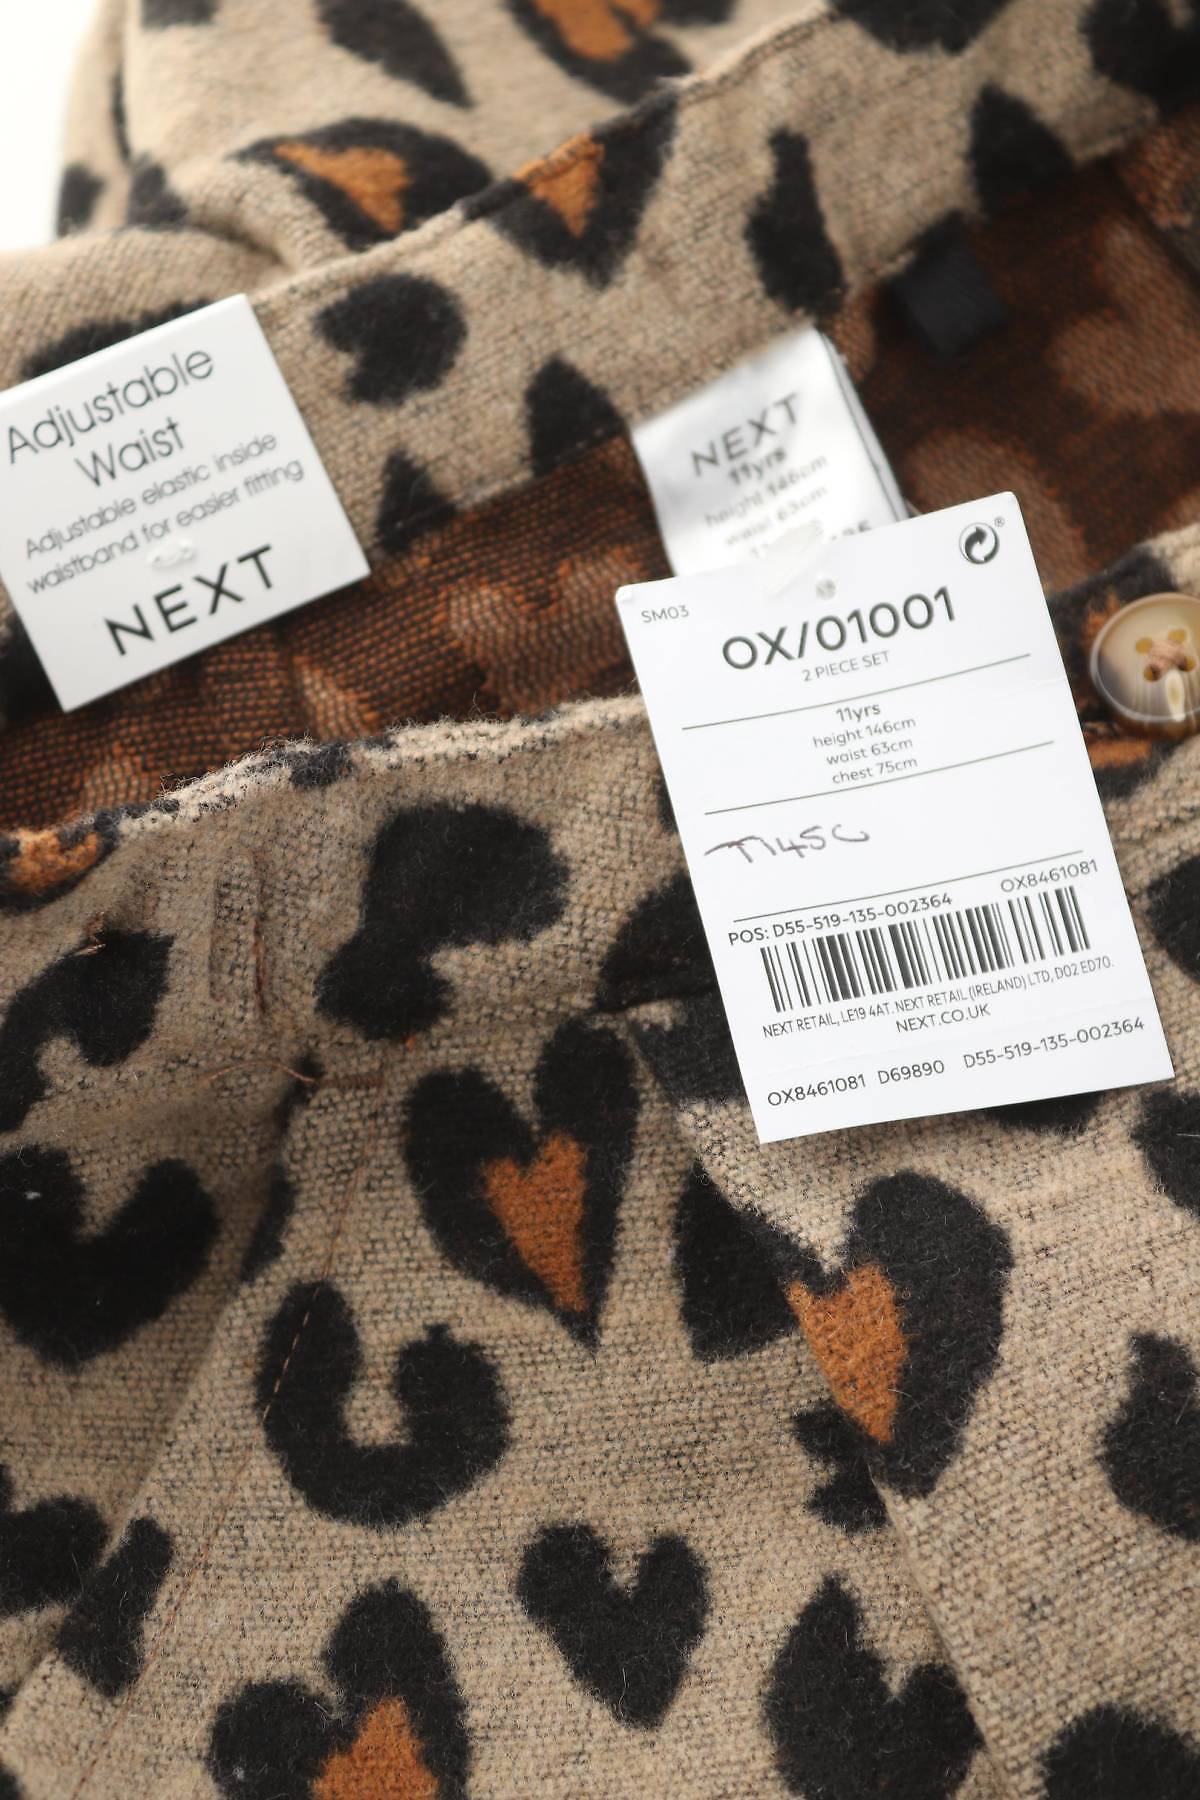 Adjustable
Waist
Adjustable elastic inside
waistband for easier fitting
NEXT
NEXT
11yrs
height 146cm
waist 63cm
SM03
OX/01001
2 PIECE SET
11yrs
height 146cm
waist 63cm
chest 75cm
OX8461081
POS: D55-519-135-002364
NEXT RETAIL, LE19 4AT. NEXT RETAIL (IRELAND) LTD, D02 ED70.
NEXT.CO.UK
OX8461081 D69890 D55-519-135-002364